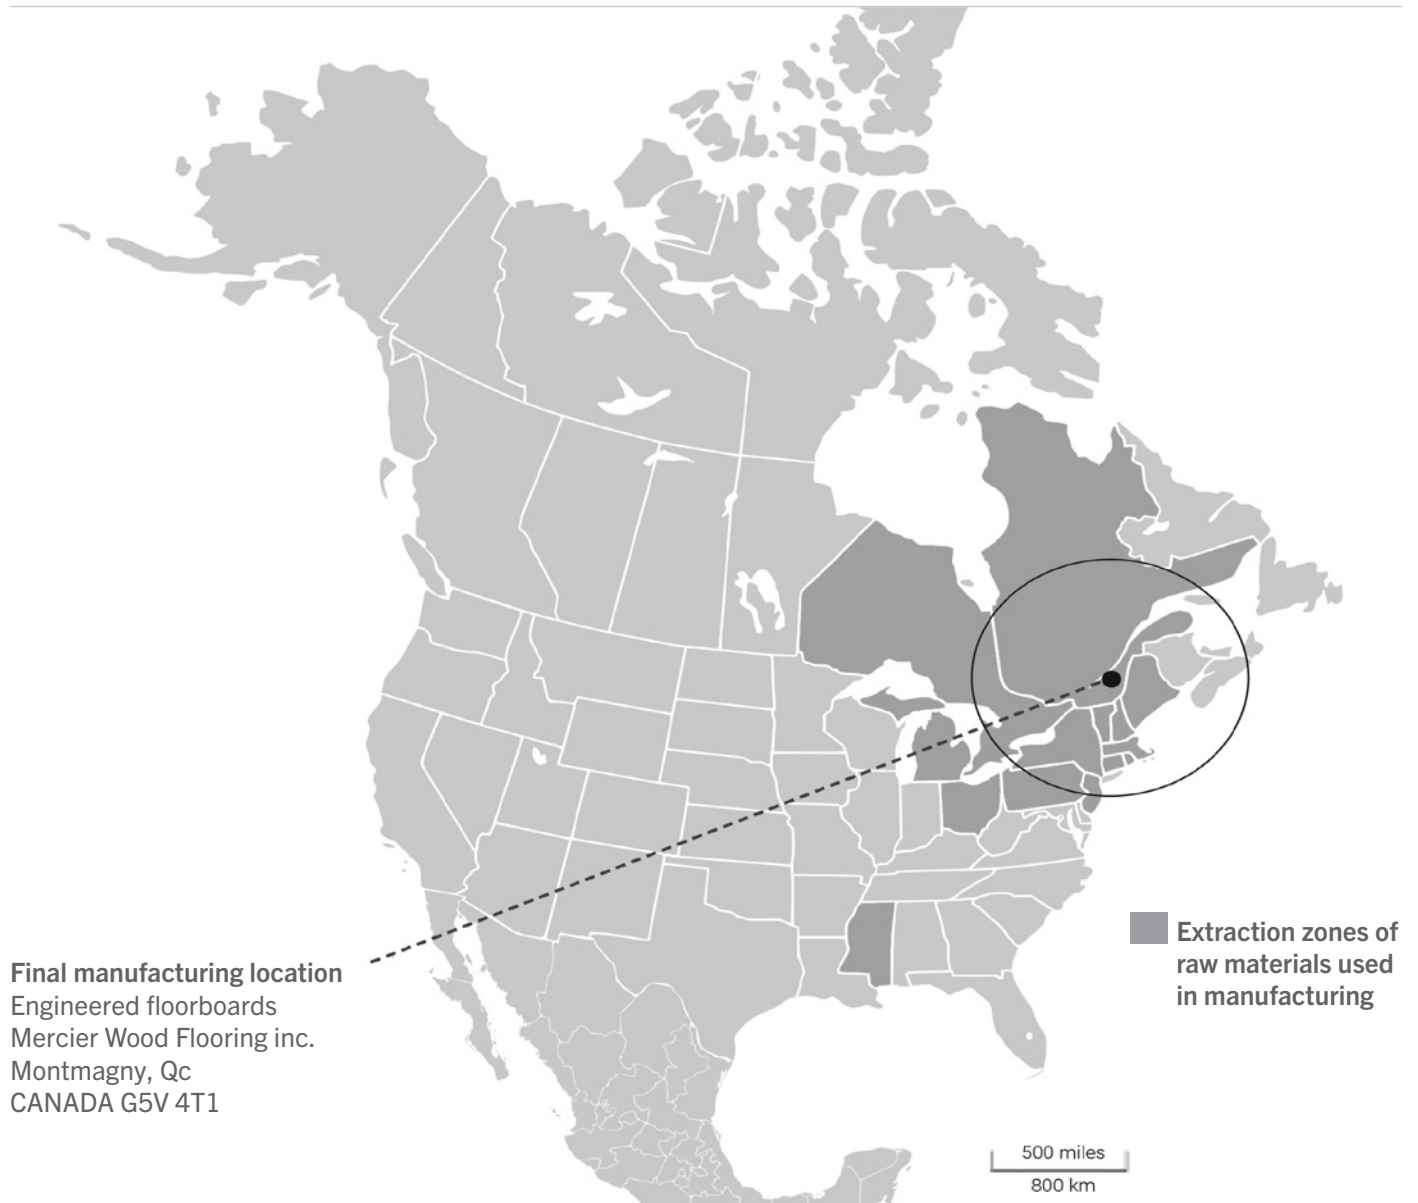 Final manufacturing location
Engineered floorboards
Mercier Wood Flooring inc.
Montmagny, Qc
CANADA G5V 4T1
Extraction zones of
raw materials used
in manufacturing
500 miles
800 km